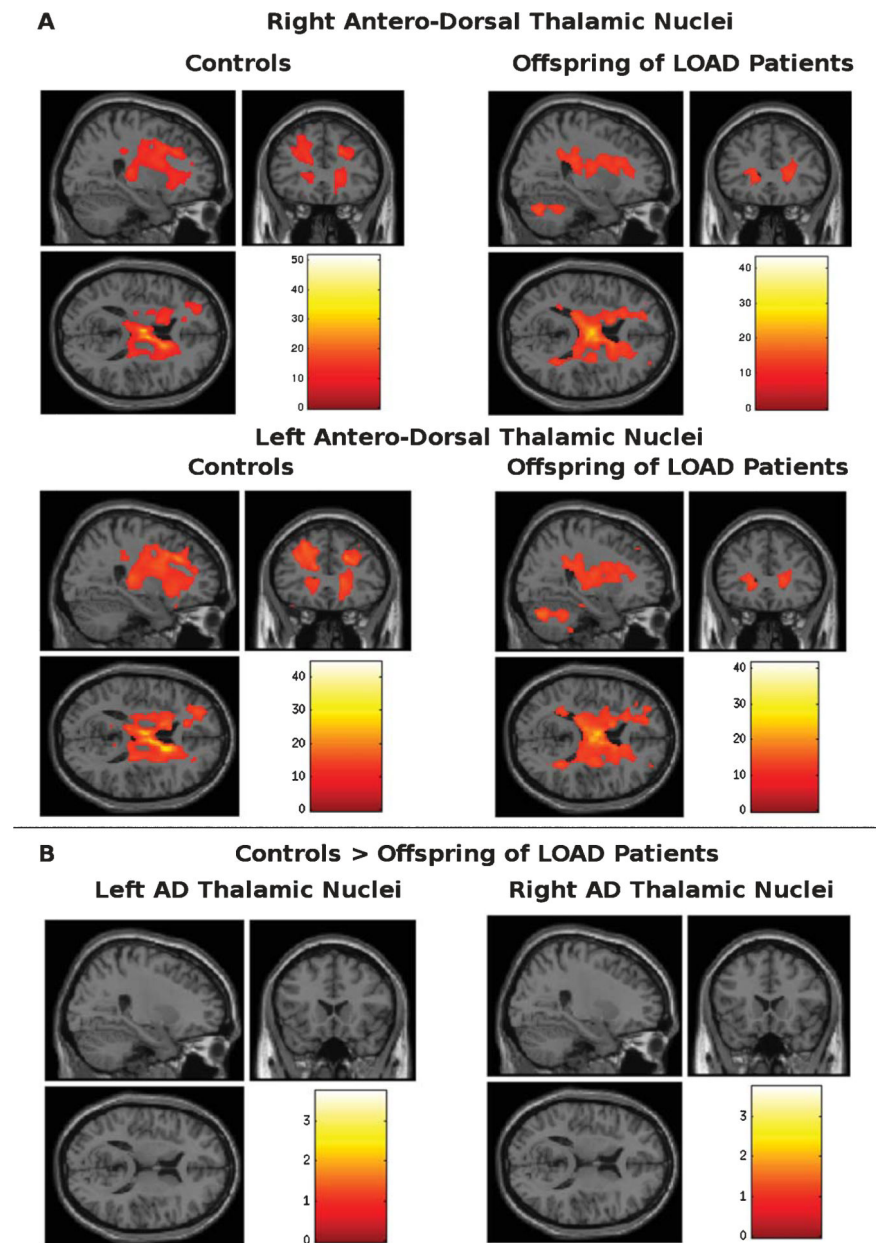 A
Right Antero-Dorsal Thalamic Nuclei
Controls
Offspring of LOAD Patients
50
40
30
20
10
0
40
30
20
10
0
Left Antero-Dorsal Thalamic Nuclei
Controls
Offspring of LOAD Patients
40
30
20
10
0
40
30
20
10
0
B
Controls > Offspring of LOAD Patients
Left AD Thalamic Nuclei
Right AD Thalamic Nuclei
3
2
1
0
3
2
1
0